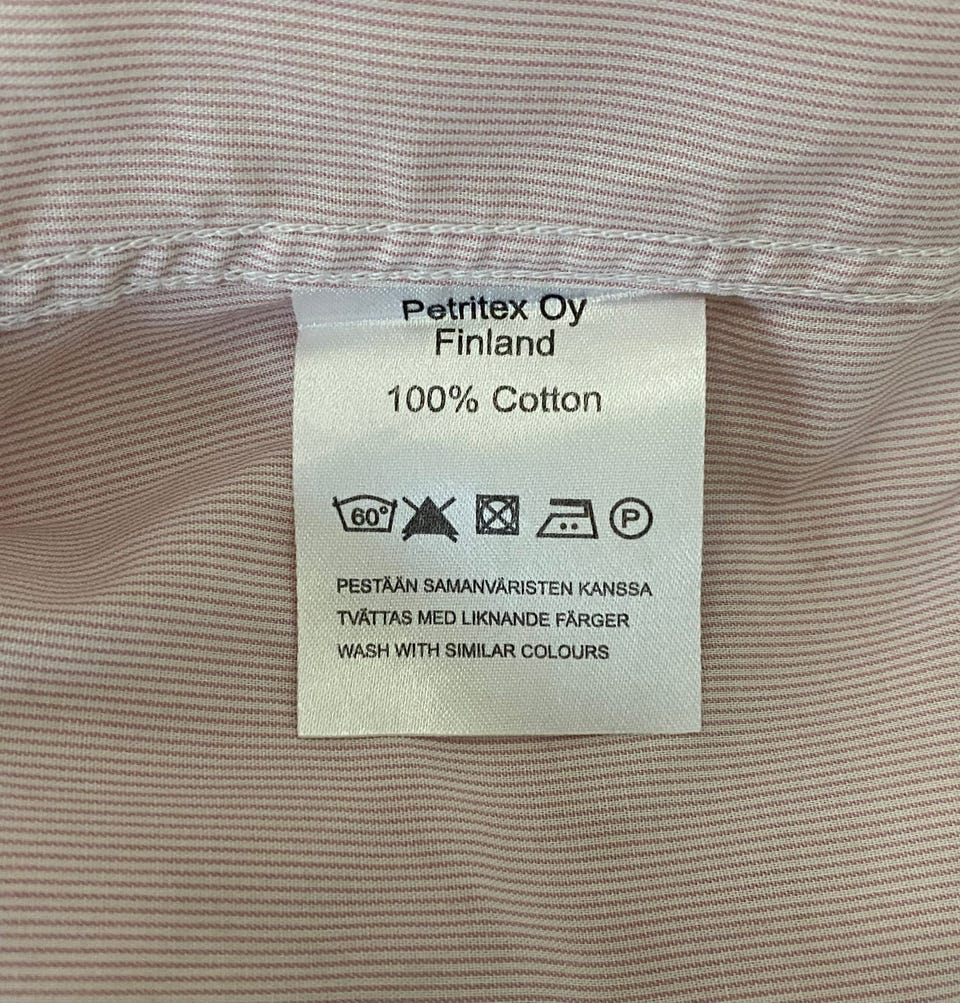 Petritex Oy
Finland
100% Cotton
60° P
PESTÄÄN SAMANVÄRISTEN KANSSA
TVÄTTAS MED LIKNANDE FÄRGER
WASH WITH SIMILAR COLOURS